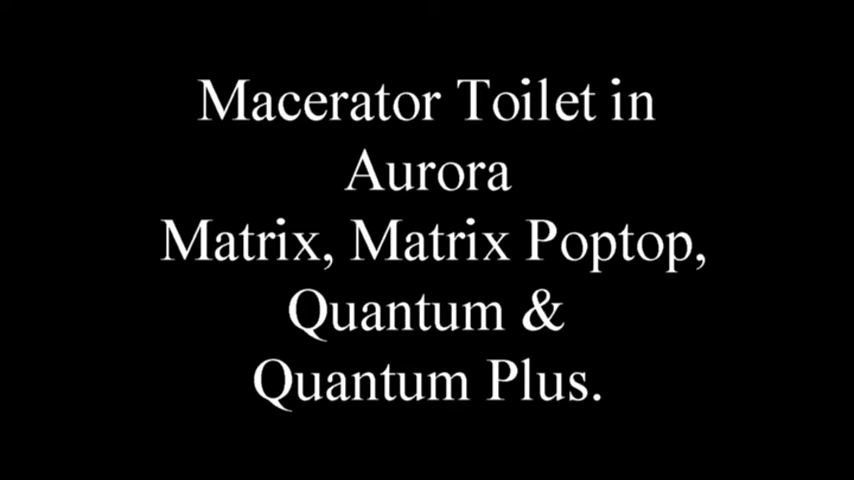 Macerator Toilet in
Aurora
Matrix, Matrix Poptop,
Quantum &
Quantum Plus.